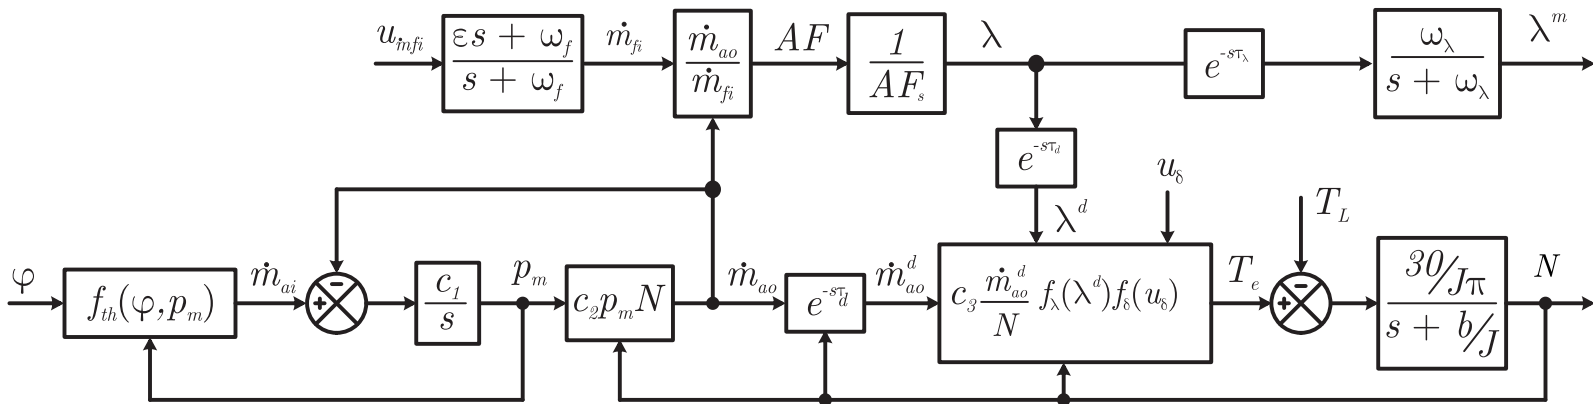 u_mfi
εs + ω_f
s + ω_f
ṁ_fi
ṁ_ao
ṁ_fi
AF
1
AF_s
λ
e^-sτ_λ
ω_λ
s + ω_λ
λ^m
e^-sτ_d
λ^d
u_δ
T_L
φ
f_th(φ,p_m)
ṁ_ai
+
-
c_1
s
p_m
c_2p_mN
ṁ_ao
e^-sτ_d
ṁ_ao^d
c_3 ṁ_ao^d/N f_λ(λ^d)f_δ(u_δ)
T_e
+
-
30/Jπ
s + b/J
N